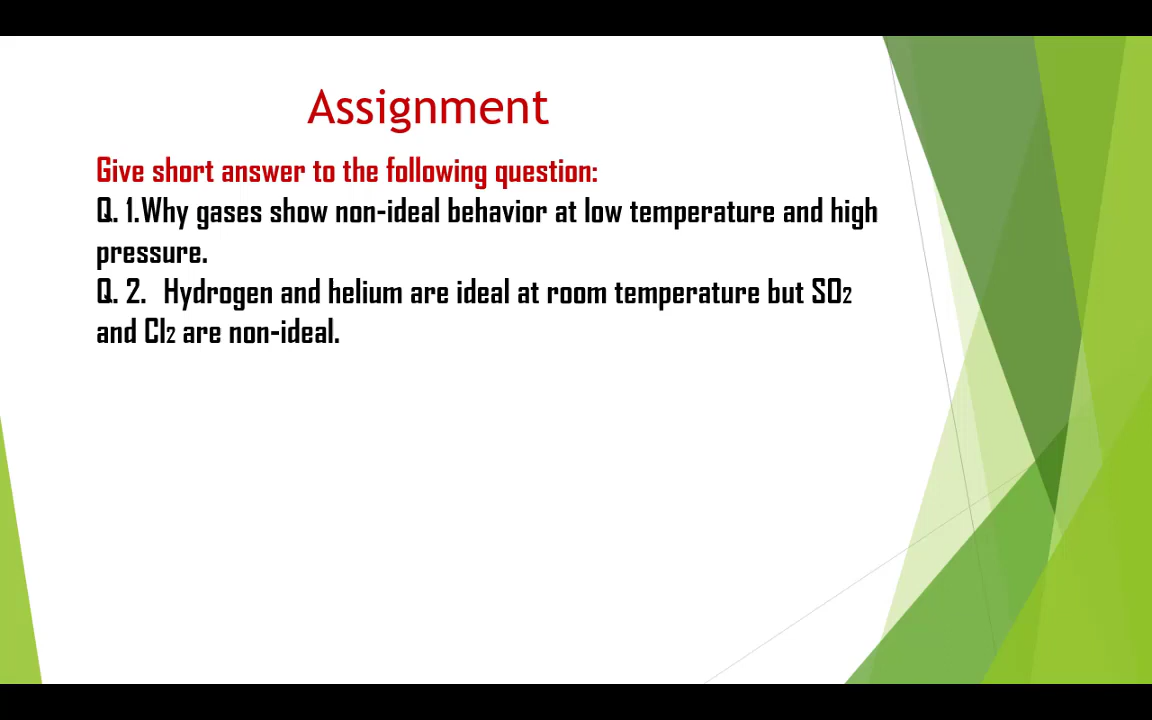 Assignment
Give short answer to the following question:
Q. 1.Why gases show non-ideal behavior at low temperature and high
pressure.
Q. 2. Hydrogen and helium are ideal at room temperature but SO2
and Cl2 are non-ideal.